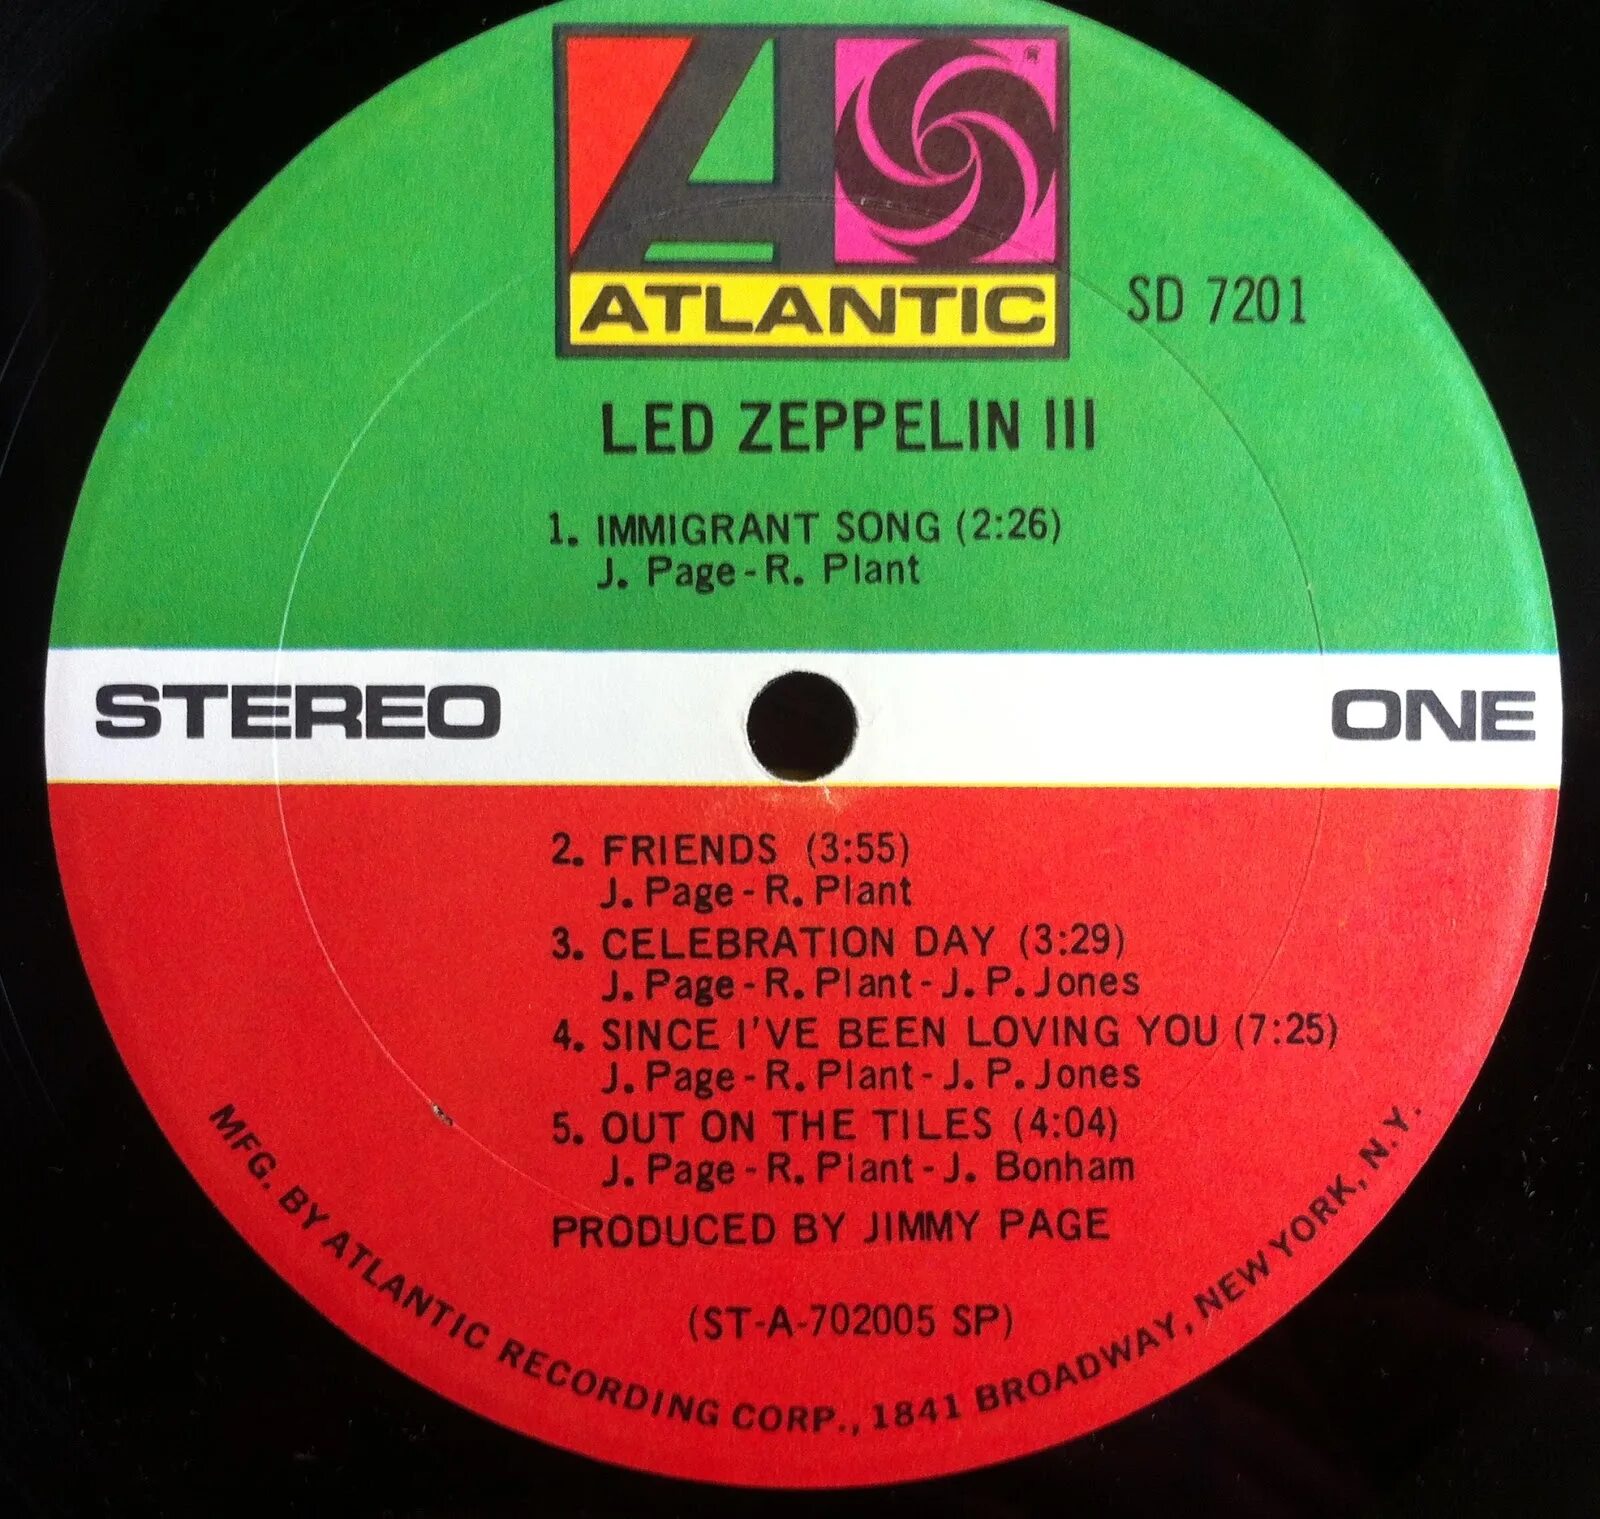 ATLANTIC
SD 7201
LED ZEPPELIN III
1. IMMIGRANT SONG (2:26)
J. Page - R. Plant
STEREO
ONE
2. FRIENDS (3:55)
J. Page - R. Plant
3. CELEBRATION DAY (3:29)
J. Page - R. Plant - J. P. Jones
4. SINCE I'VE BEEN LOVING YOU (7:25)
J. Page - R. Plant - J. P. Jones
5. OUT ON THE TILES (4:04)
J. Page - R. Plant - J. Bonham
PRODUCED BY JIMMY PAGE
(ST-A-702005 SP)
MFG. BY ATLANTIC RECORDING CORP., 1841 BROADWAY, NEW YORK, N.Y.